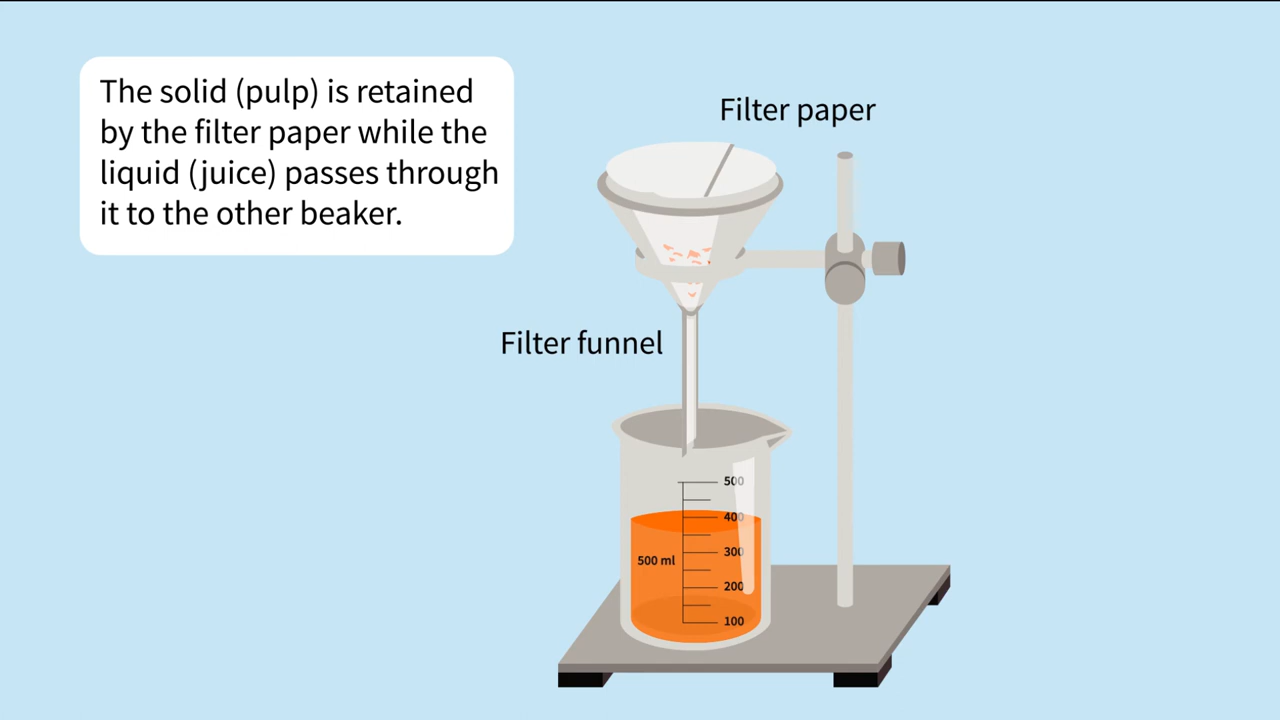 The solid (pulp) is retained
by the filter paper while the
liquid (juice) passes through
it to the other beaker.
Filter paper
Filter funnel
500
400
300
500 ml
200
100